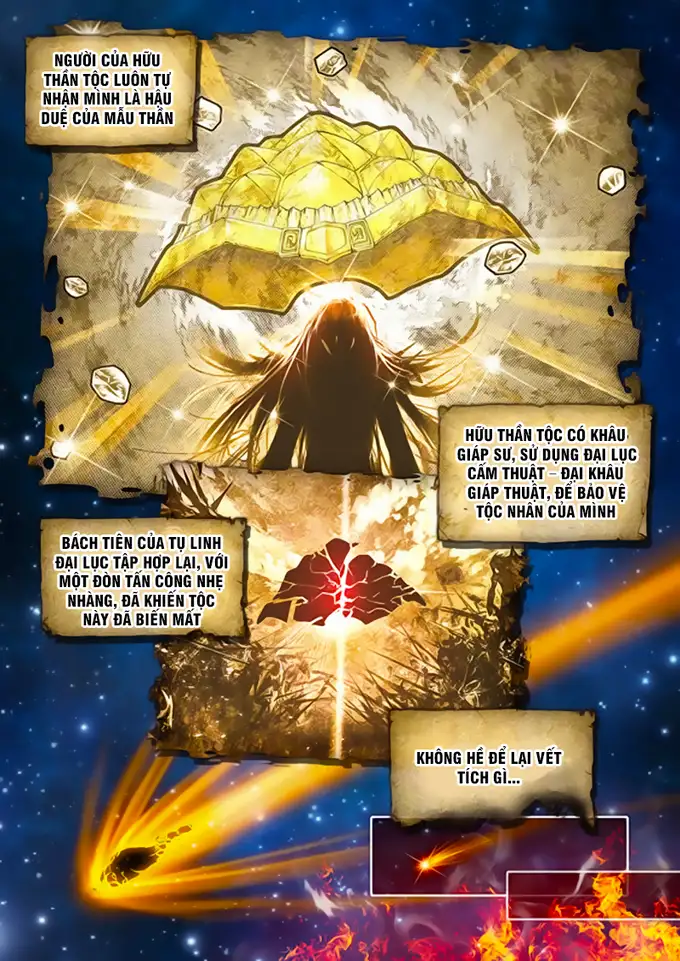 NGƯỜI CỦA HỮU
THẦN TỘC LUÔN TỰ
NHẬN MÌNH LÀ HẬU
DUỆ CỦA MẪU THẦN
HỮU THẦN TỘC CÓ KHÂU
GIÁP SƯ, SỬ DỤNG ĐẠI LỤC
CẤM THUẬT – ĐẠI KHÂU
GIÁP THUẬT, ĐỂ BẢO VỆ
TỘC NHÂN CỦA MÌNH
BÁCH TIÊN CỦA TỤ LINH
ĐẠI LỤC TẬP HỢP LẠI, VỚI
MỘT ĐÒN TẤN CÔNG NHẸ
NHÀNG, ĐÃ KHIẾN TỘC
NÀY ĐÃ BIẾN MẤT
KHÔNG HỀ ĐỂ LẠI VẾT
TÍCH GÌ...